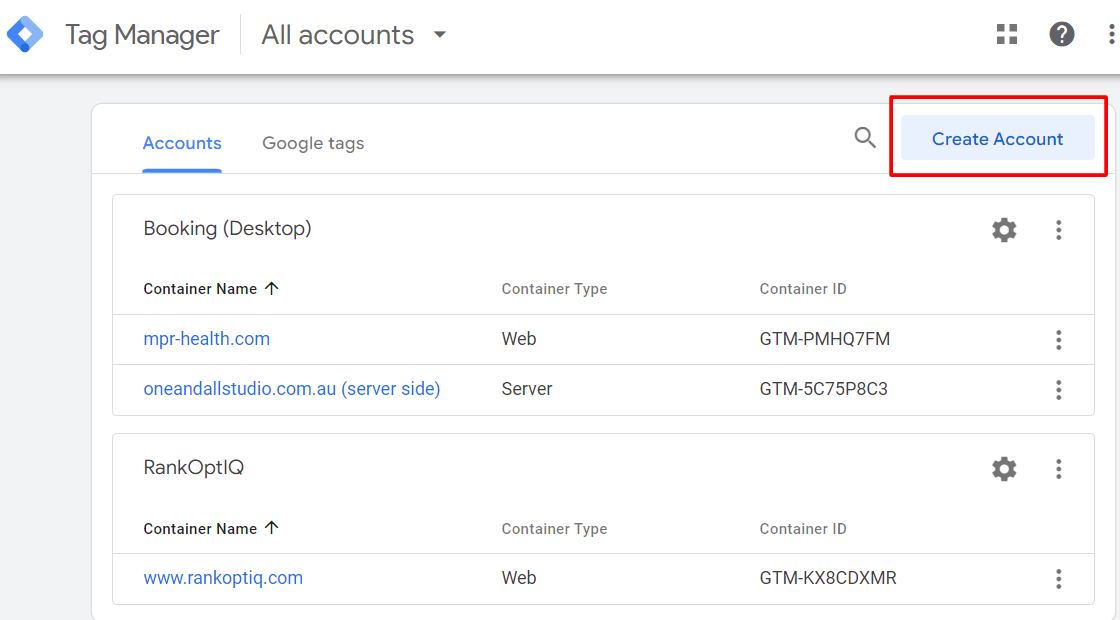 Tag Manager All accounts
Accounts Google tags Create Account
Booking (Desktop)
Container Name Container Type Container ID
mpr-health.com Web GTM-PMHQ7FM
oneandallstudio.com.au (server side) Server GTM-5C75P8C3
RankOptIQ
Container Name Container Type Container ID
www.rankoptiq.com Web GTM-KX8CDXMR